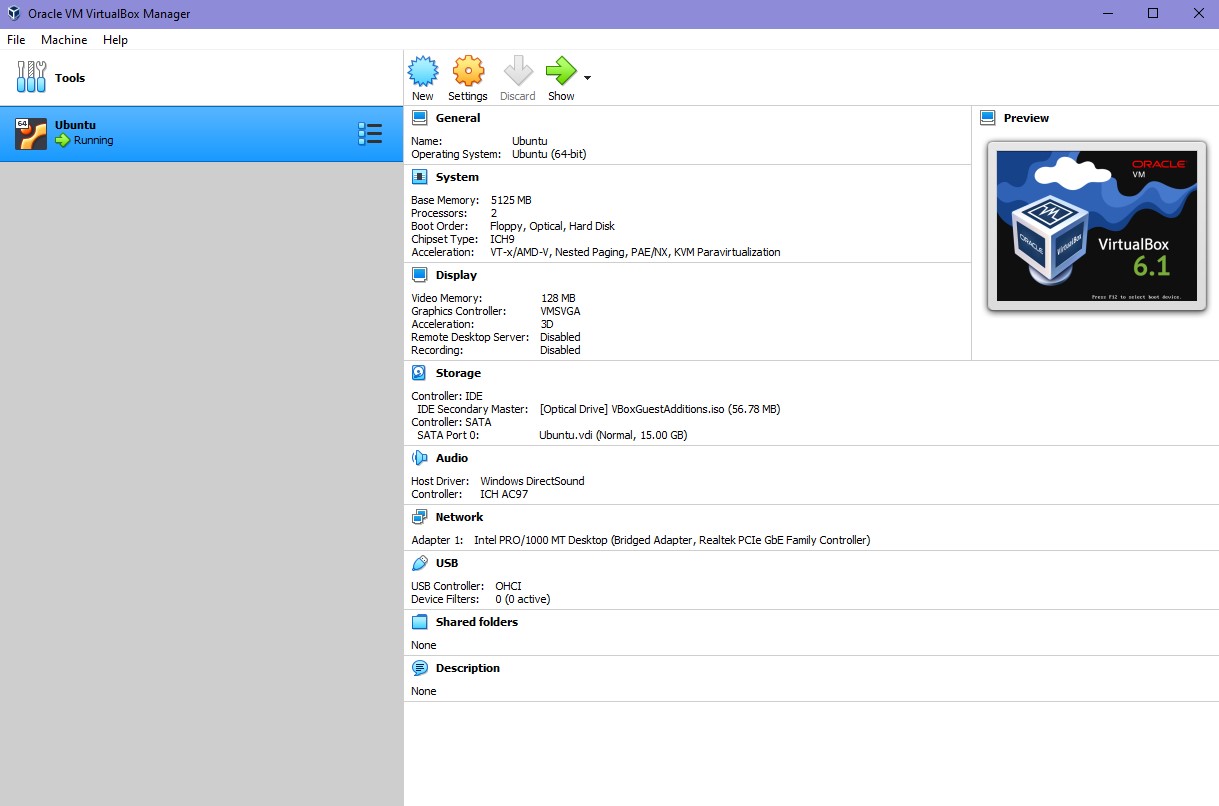 Oracle VM VirtualBox Manager
File Machine Help
Tools
64
Ubuntu
Running
New Settings Discard Show
General
Name: Ubuntu
Operating System: Ubuntu (64-bit)
System
Base Memory: 5125 MB
Processors: 2
Boot Order: Floppy, Optical, Hard Disk
Chipset Type: ICH9
Acceleration: VT-x/AMD-V, Nested Paging, PAE/NX, KVM Paravirtualization
Display
Video Memory: 128 MB
Graphics Controller: VMSVGA
Acceleration: 3D
Remote Desktop Server: Disabled
Recording: Disabled
Preview
ORACLE
VM
ORACLE
VM
VirtualBox
VirtualBox
6.1
Press F12 to select boot device.
Storage
Controller: IDE
IDE Secondary Master: [Optical Drive] VBoxGuestAdditions.iso (56.78 MB)
Controller: SATA
SATA Port 0: Ubuntu.vdi (Normal, 15.00 GB)
Audio
Host Driver: Windows DirectSound
Controller: ICH AC97
Network
Adapter 1: Intel PRO/1000 MT Desktop (Bridged Adapter, Realtek PCIe GbE Family Controller)
USB
USB Controller: OHCI
Device Filters: 0 (0 active)
Shared folders
None
Description
None